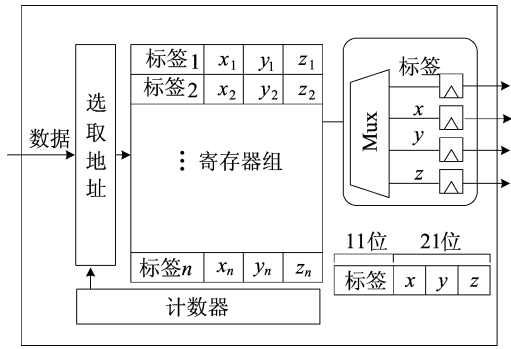 数据
选取地址
标签1 x₁ y₁ z₁
标签2 x₂ y₂ z₂
⋮ 寄存器组
标签n xₙ yₙ zₙ
计数器
Mux
标签
x
y
z
11位 21位
标签 x y z